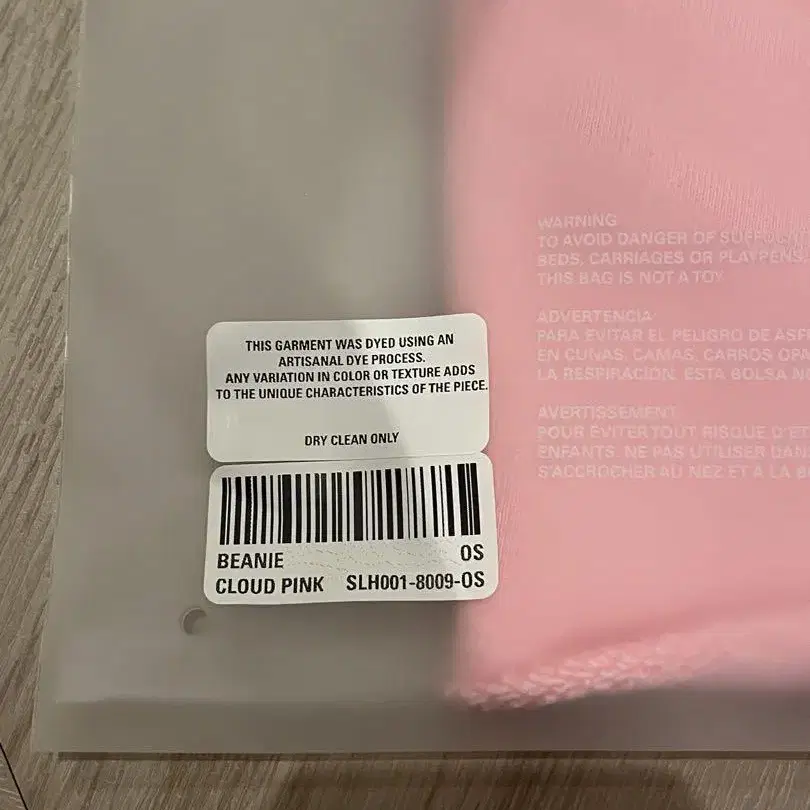 THIS GARMENT WAS DYED USING AN
ARTISANAL DYE PROCESS.
ANY VARIATION IN COLOR OR TEXTURE ADDS
TO THE UNIQUE CHARACTERISTICS OF THE PIECE.
DRY CLEAN ONLY
BEANIE OS
CLOUD PINK SLH001-8009-OS
WARNING
TO AVOID DANGER OF
BEDS, CARRIAGES OR PLAYPENS.
THIS BAG IS NOT A TOY
ADVERTENCIA
PARA EVITAR EL PELIGRO DE
EN CUNAS, CAMAS, CARROS
LA RESPIRACIÓN. ESTA BOLSA
AVERTISSEMENT
POUR ÉVITER TOUT RISQUE
ENFANTS. NE PAS UTILISER
S'ACCROCHER AU NEZ ET À LA